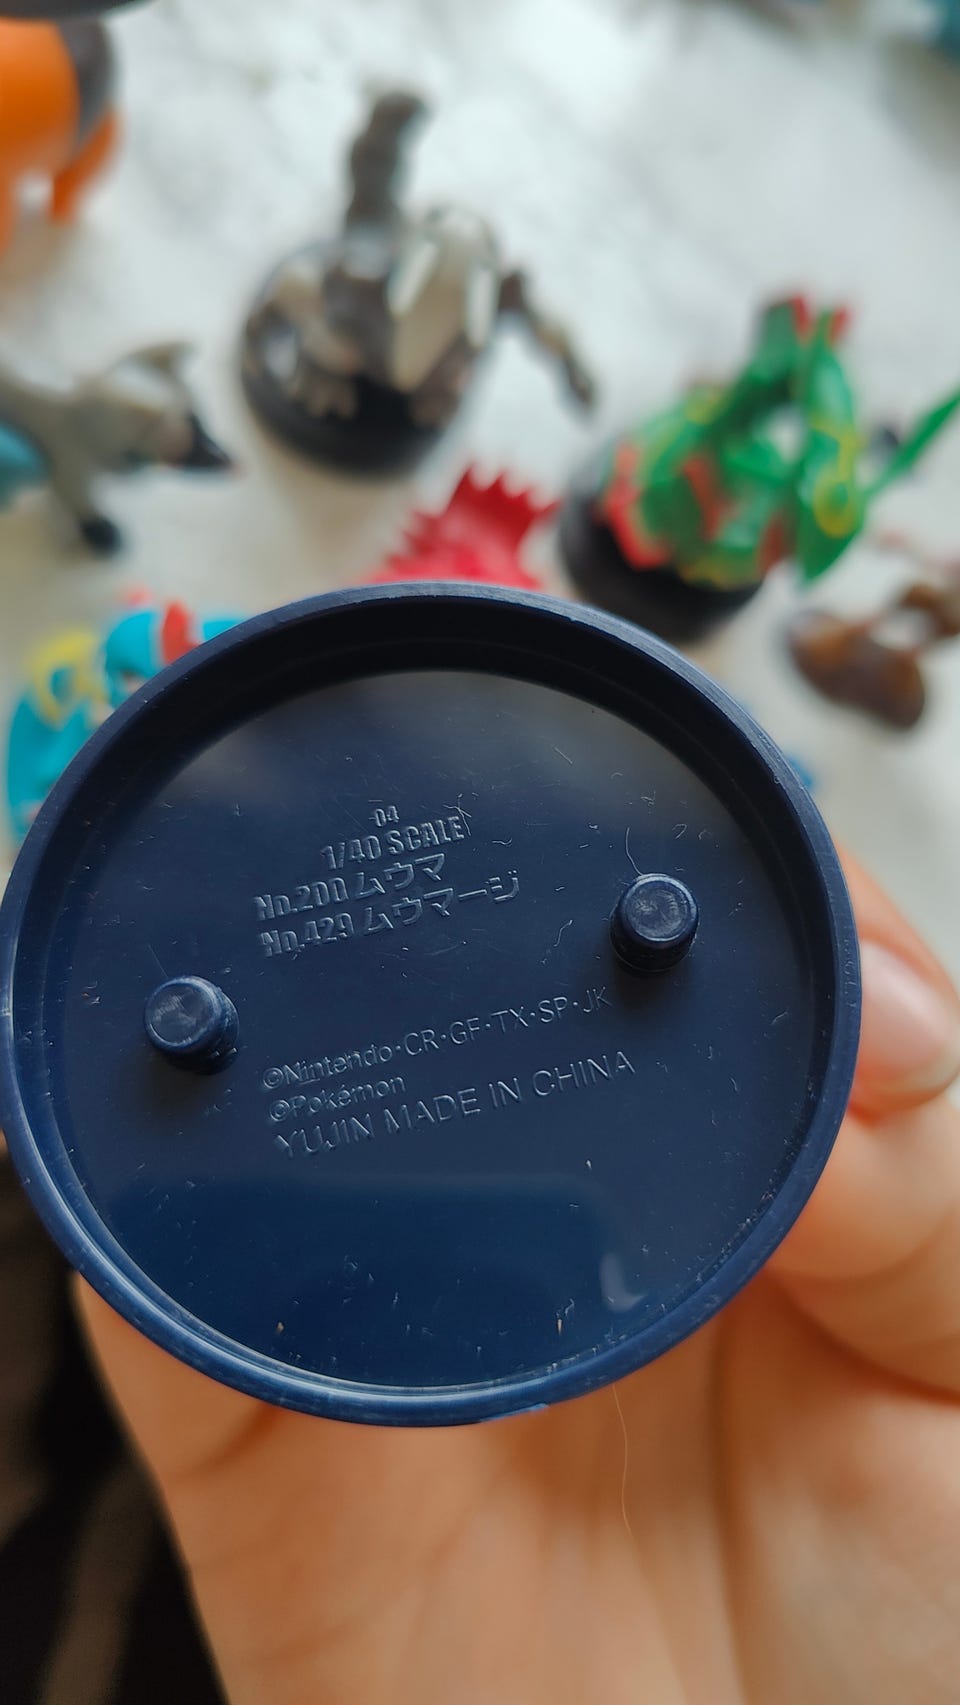 04
1/40 SCALE
No.200 ムウマ
No.429 ムウマージ
©Nintendo・CR・GF・TX・SP・JK
©Pokémon
YUJIN MADE IN CHINA